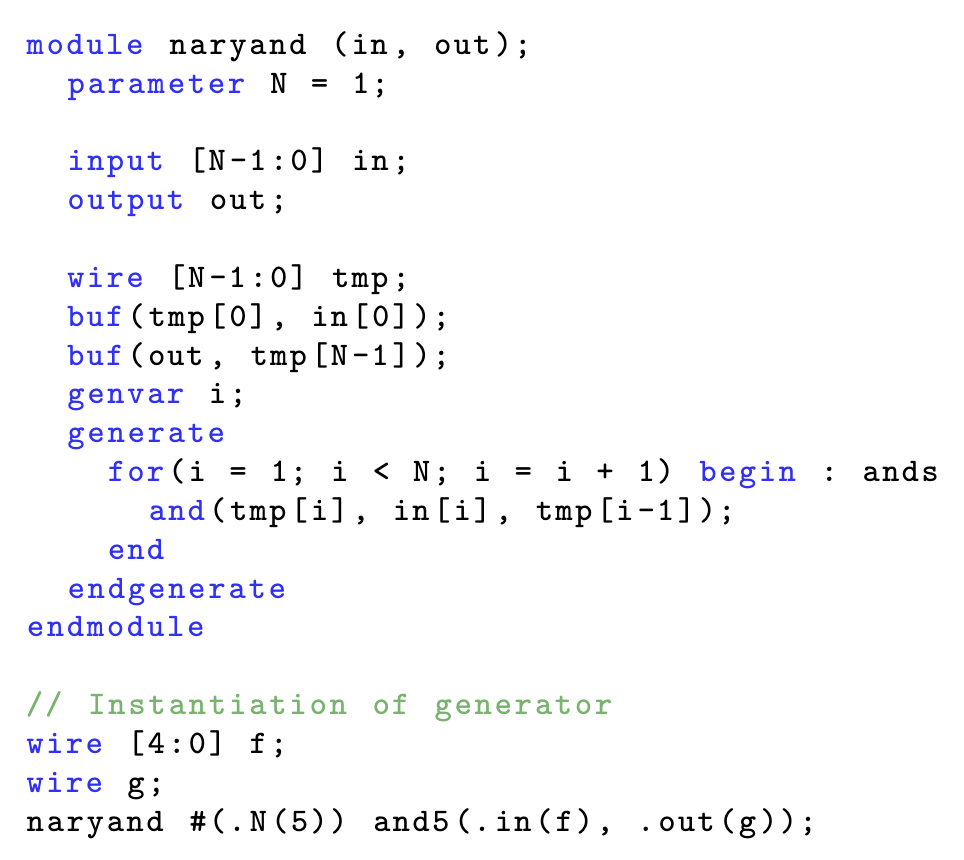 module naryand (in, out);
  parameter N = 1;

  input [N-1:0] in;
  output out;

  wire [N-1:0] tmp;
  buf(tmp[0], in[0]);
  buf(out, tmp[N-1]);
  genvar i;
  generate
    for(i = 1; i < N; i = i + 1) begin : ands
      and(tmp[i], in[i], tmp[i-1]);
    end
  endgenerate
endmodule

// Instantiation of generator
wire [4:0] f;
wire g;
naryand #(.N(5)) and5(.in(f), .out(g));